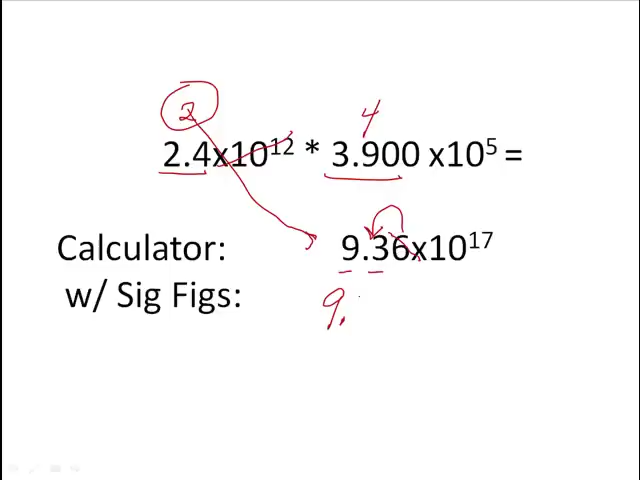 2 4
2.4x10¹² * 3.900 x10⁵ =
Calculator: 9.36x10¹⁷
w/ Sig Figs: 9.